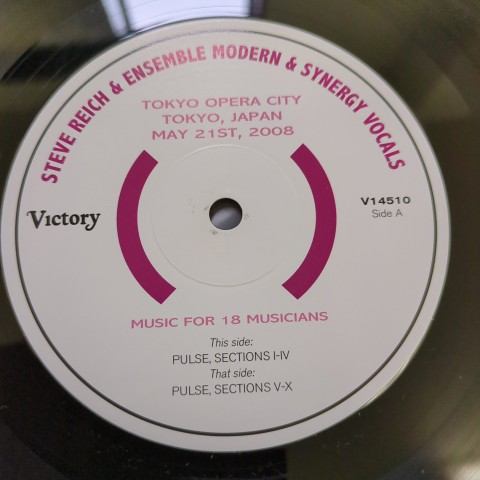 STEVE REICH & ENSEMBLE MODERN & SYNERGY VOCALS
TOKYO OPERA CITY
TOKYO, JAPAN
MAY 21ST, 2008
Victory
V14510
Side A
MUSIC FOR 18 MUSICIANS
This side:
PULSE, SECTIONS I-IV
That side:
PULSE, SECTIONS V-X